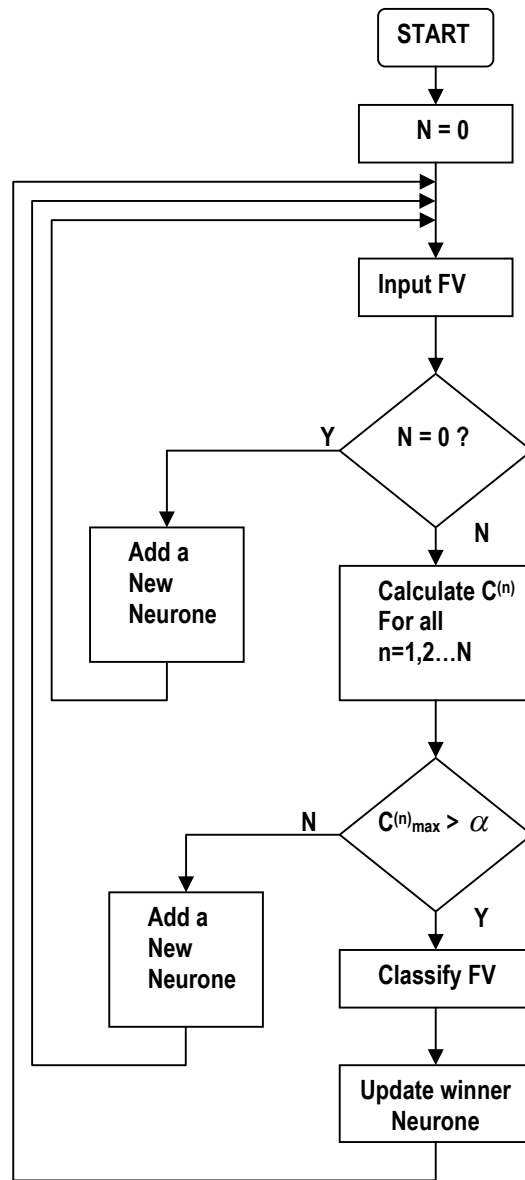 START
N = 0
Input FV
N = 0 ?
Y
N
Add a
New
Neurone
Calculate C⁽ⁿ⁾
For all
n=1,2...N
C⁽ⁿ⁾max > α
N
Y
Add a
New
Neurone
Classify FV
Update winner
Neurone